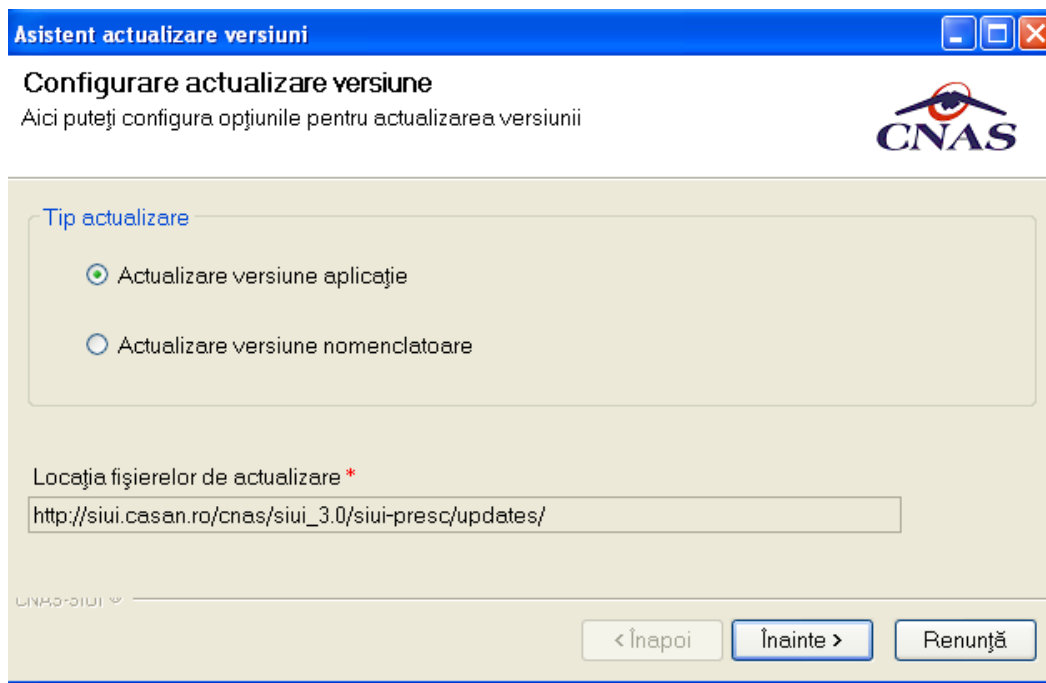 Asistent actualizare versiuni
Configurare actualizare versiune
Aici puteţi configura opţiunile pentru actualizarea versiunii
CNAS
Tip actualizare
Actualizare versiune aplicaţie
Actualizare versiune nomenclatoare
Locaţia fişierelor de actualizare *
http://siui.casan.ro/cnas/siui_3.0/siui-presc/updates/
CNAS-SIUI ©
< Înapoi
Înainte >
Renunţă